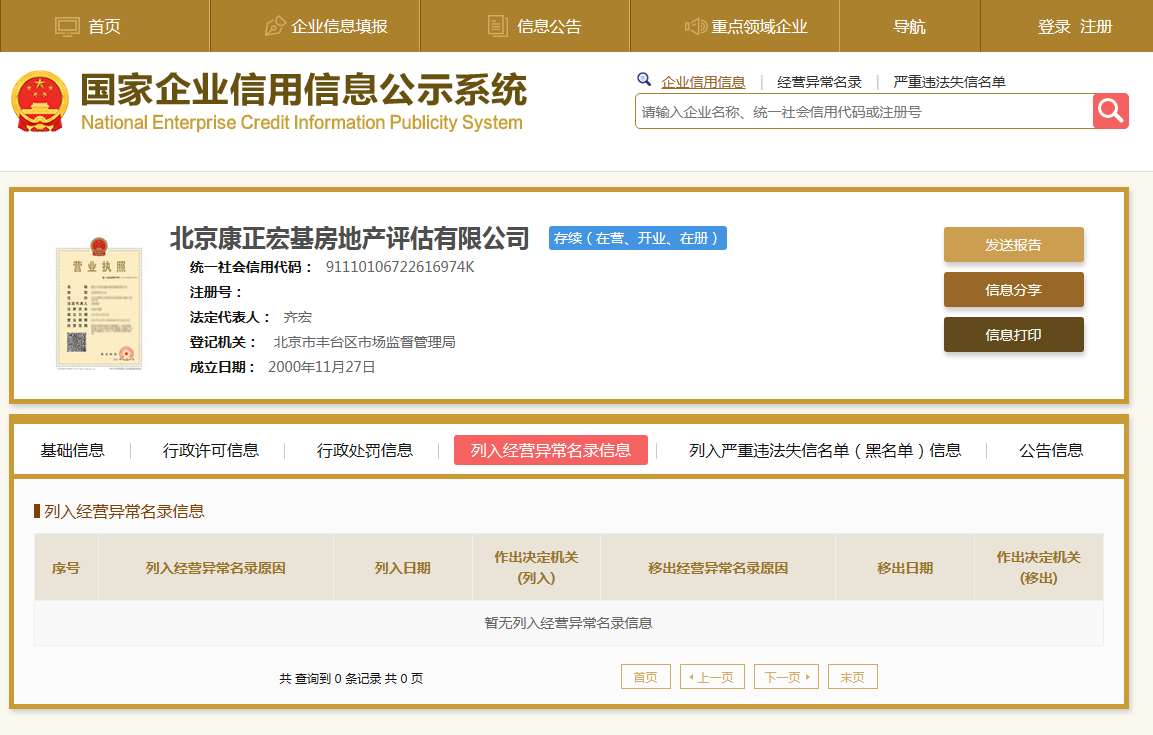 首页 企业信息填报 信息公告 重点领域企业 导航 登录 注册
国家企业信用信息公示系统
National Enterprise Credit Information Publicity System
企业信用信息 | 经营异常名录 | 严重违法失信名单
请输入企业名称、统一社会信用代码或注册号
北京康正宏基房地产评估有限公司 存续（在营、开业、在册）
营业执照
统一社会信用代码： 91110106722616974K
注册号：
法定代表人： 齐宏
登记机关： 北京市丰台区市场监督管理局
成立日期： 2000年11月27日
发送报告
信息分享
信息打印
基础信息 行政许可信息 行政处罚信息 列入经营异常名录信息 列入严重违法失信名单（黑名单）信息 公告信息
列入经营异常名录信息
序号 列入经营异常名录原因 列入日期 作出决定机关(列入) 移出经营异常名录原因 移出日期 作出决定机关(移出)
暂无列入经营异常名录信息
共 查询到 0 条记录 共 0 页 首页 上一页 下一页 末页